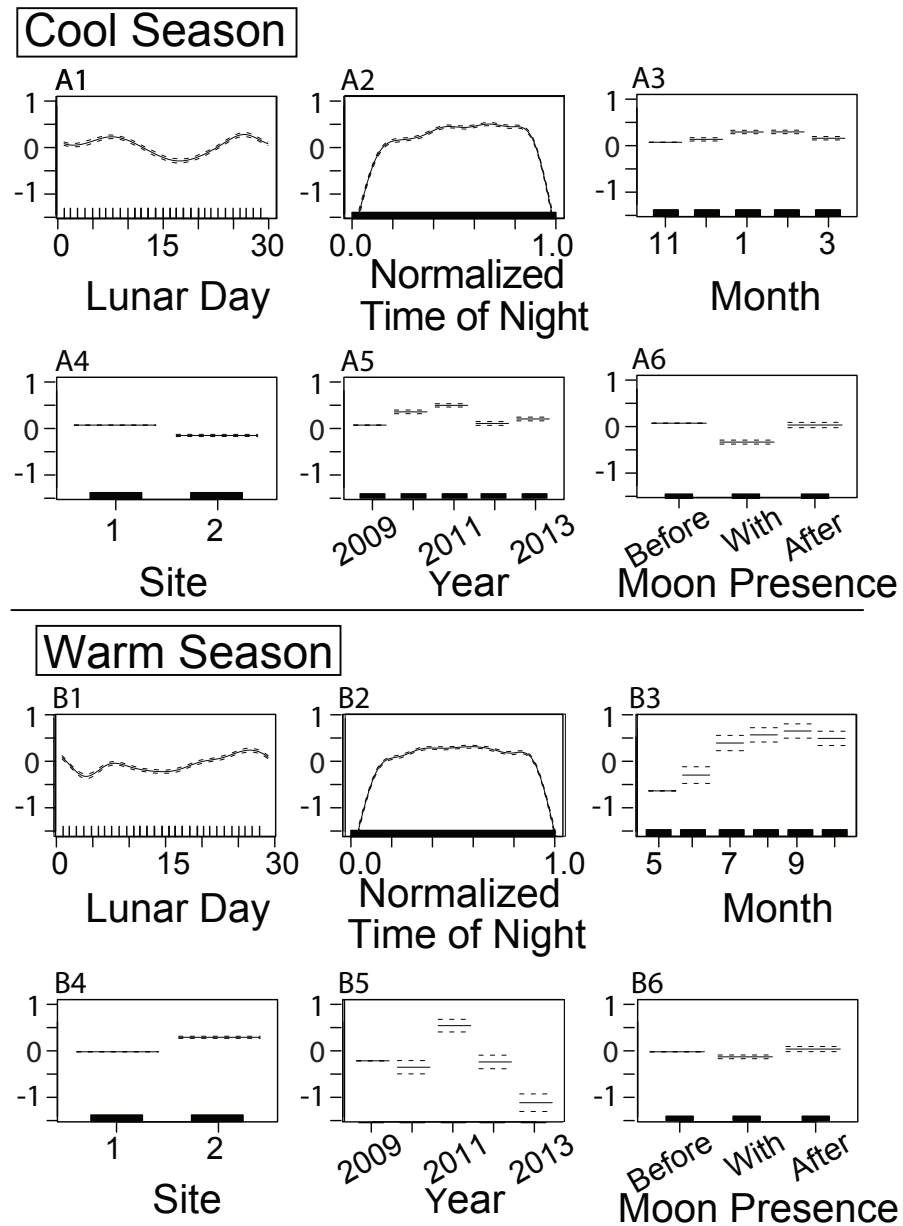 Cool Season
A1
1
0
-1
0 15 30
Lunar Day
A2
1
0
-1
0.0 1.0
Normalized
Time of Night
A3
1
0
-1
11 1 3
Month
A4
1
0
-1
1 2
Site
A5
1
0
-1
2009 2011 2013
Year
A6
1
0
-1
Before With After
Moon Presence
Warm Season
B1
1
0
-1
0 15 30
Lunar Day
B2
1
0
-1
0.0 1.0
Normalized
Time of Night
B3
1
0
-1
5 7 9
Month
B4
1
0
-1
1 2
Site
B5
1
0
-1
2009 2011 2013
Year
B6
1
0
-1
Before With After
Moon Presence